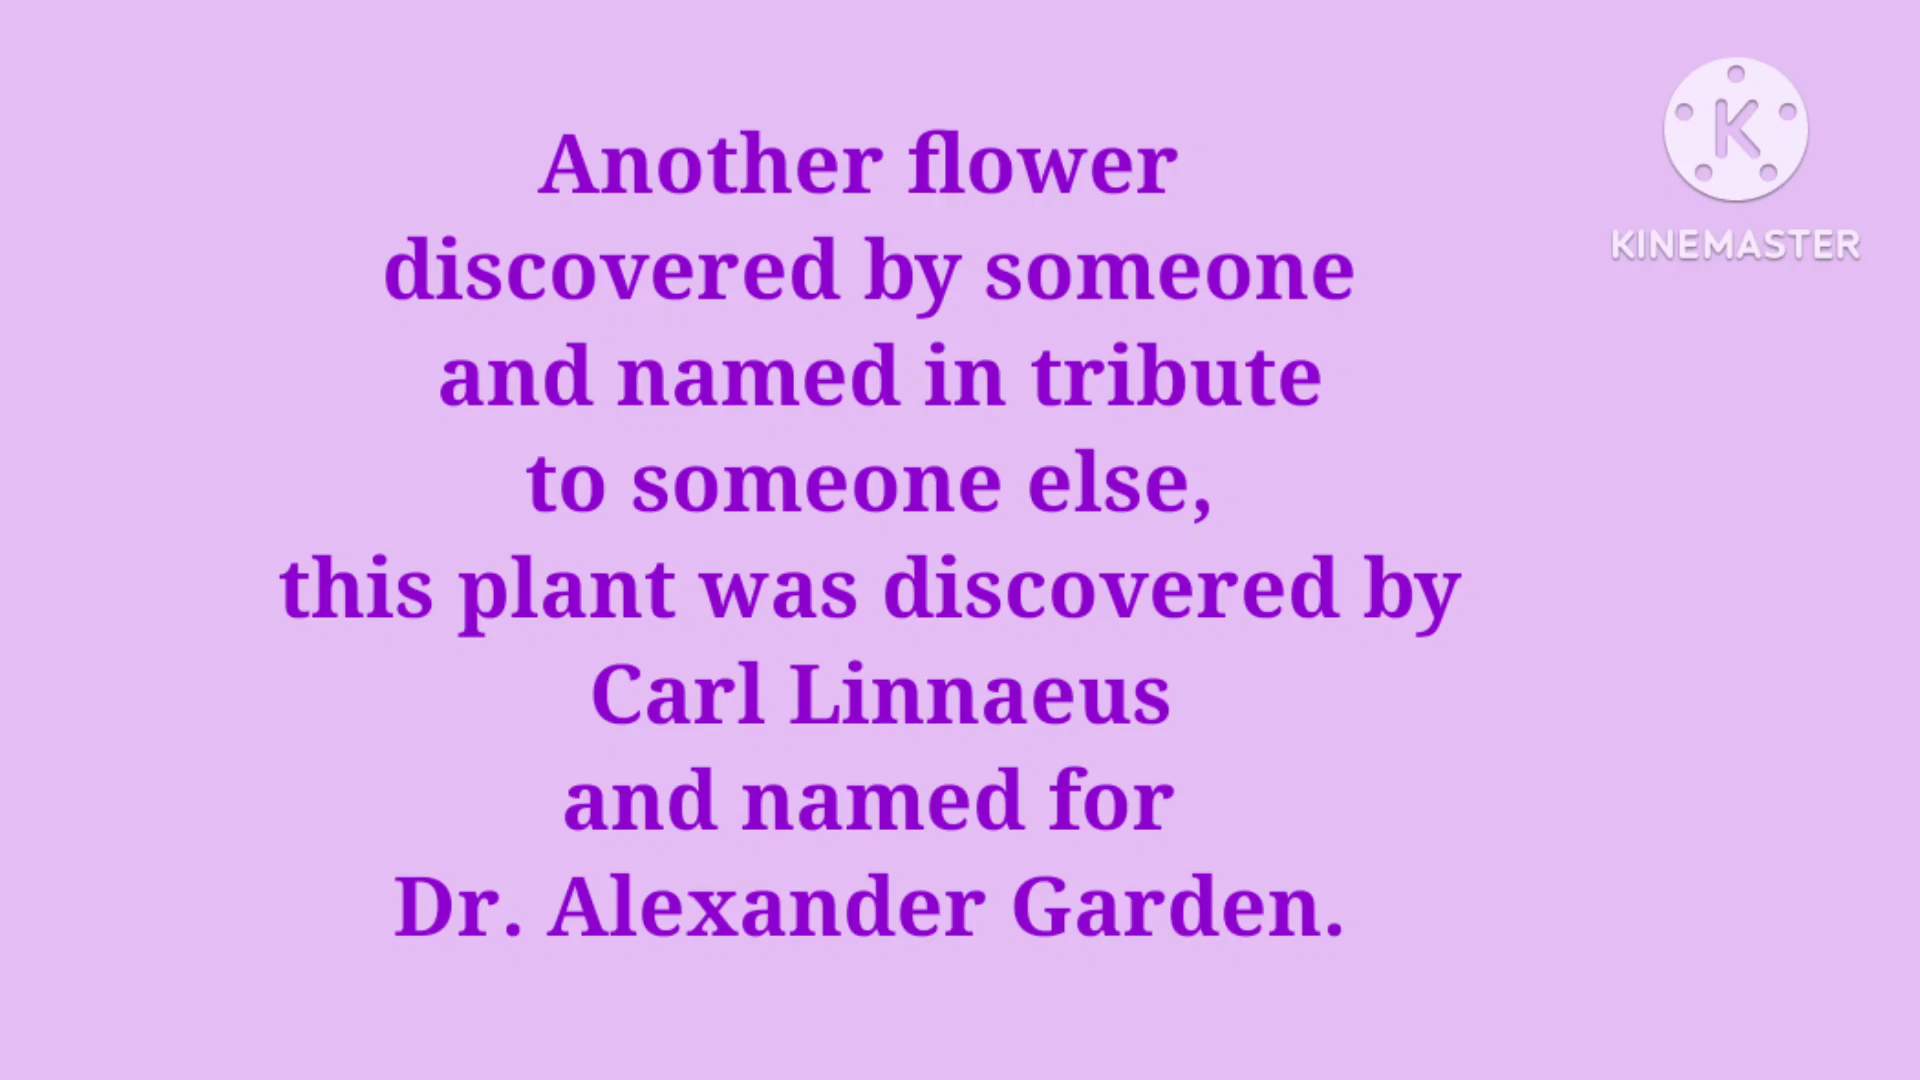 Another flower
discovered by someone
and named in tribute
to someone else,
this plant was discovered by
Carl Linnaeus
and named for
Dr. Alexander Garden.
K
KINEMASTER